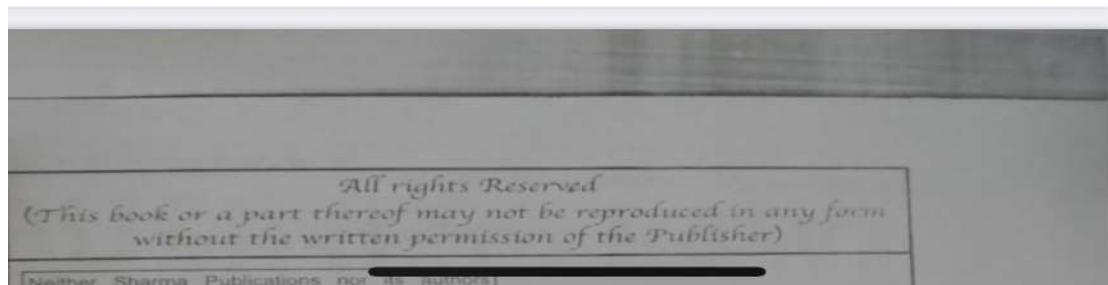 All rights Reserved
(This book or a part thereof may not be reproduced in any form
without the written permission of the Publisher)
Neither Sharma Publications nor its authors